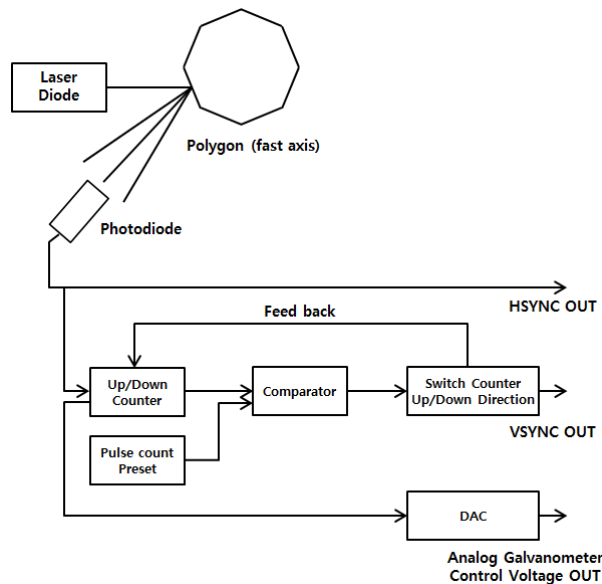 Laser
Diode
Polygon (fast axis)
Photodiode
HSYNC OUT
Feed back
Up/Down
Counter
Comparator
Switch Counter
Up/Down Direction
VSYNC OUT
Pulse count
Preset
DAC
Analog Galvanometer
Control Voltage OUT